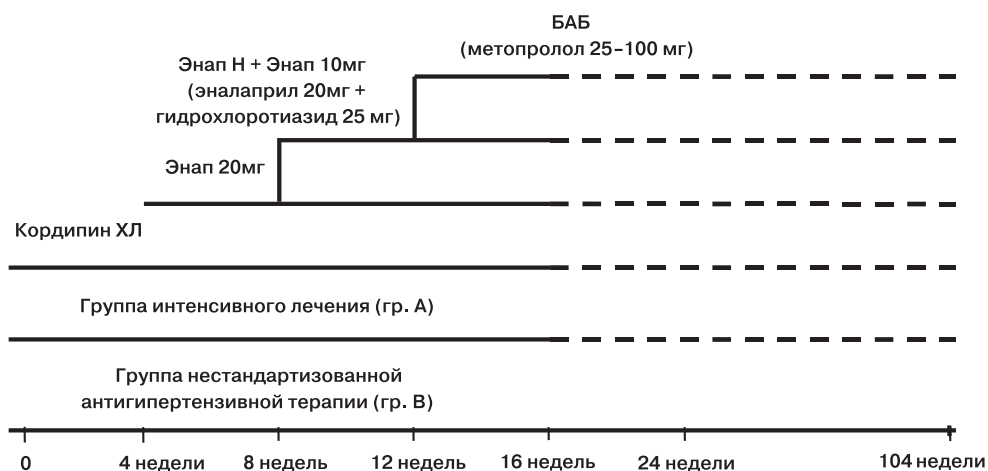 БАБ
(метопролол 25–100 мг)
Энап Н + Энап 10мг
(эналаприл 20мг +
гидрохлоротиазид 25 мг)
Энап 20мг
Кордипин ХЛ
Группа интенсивного лечения (гр. А)
Группа нестандартизованной
антигипертензивной терапии (гр. В)
0 4 недели 8 недель 12 недель 16 недель 24 недели 104 недели